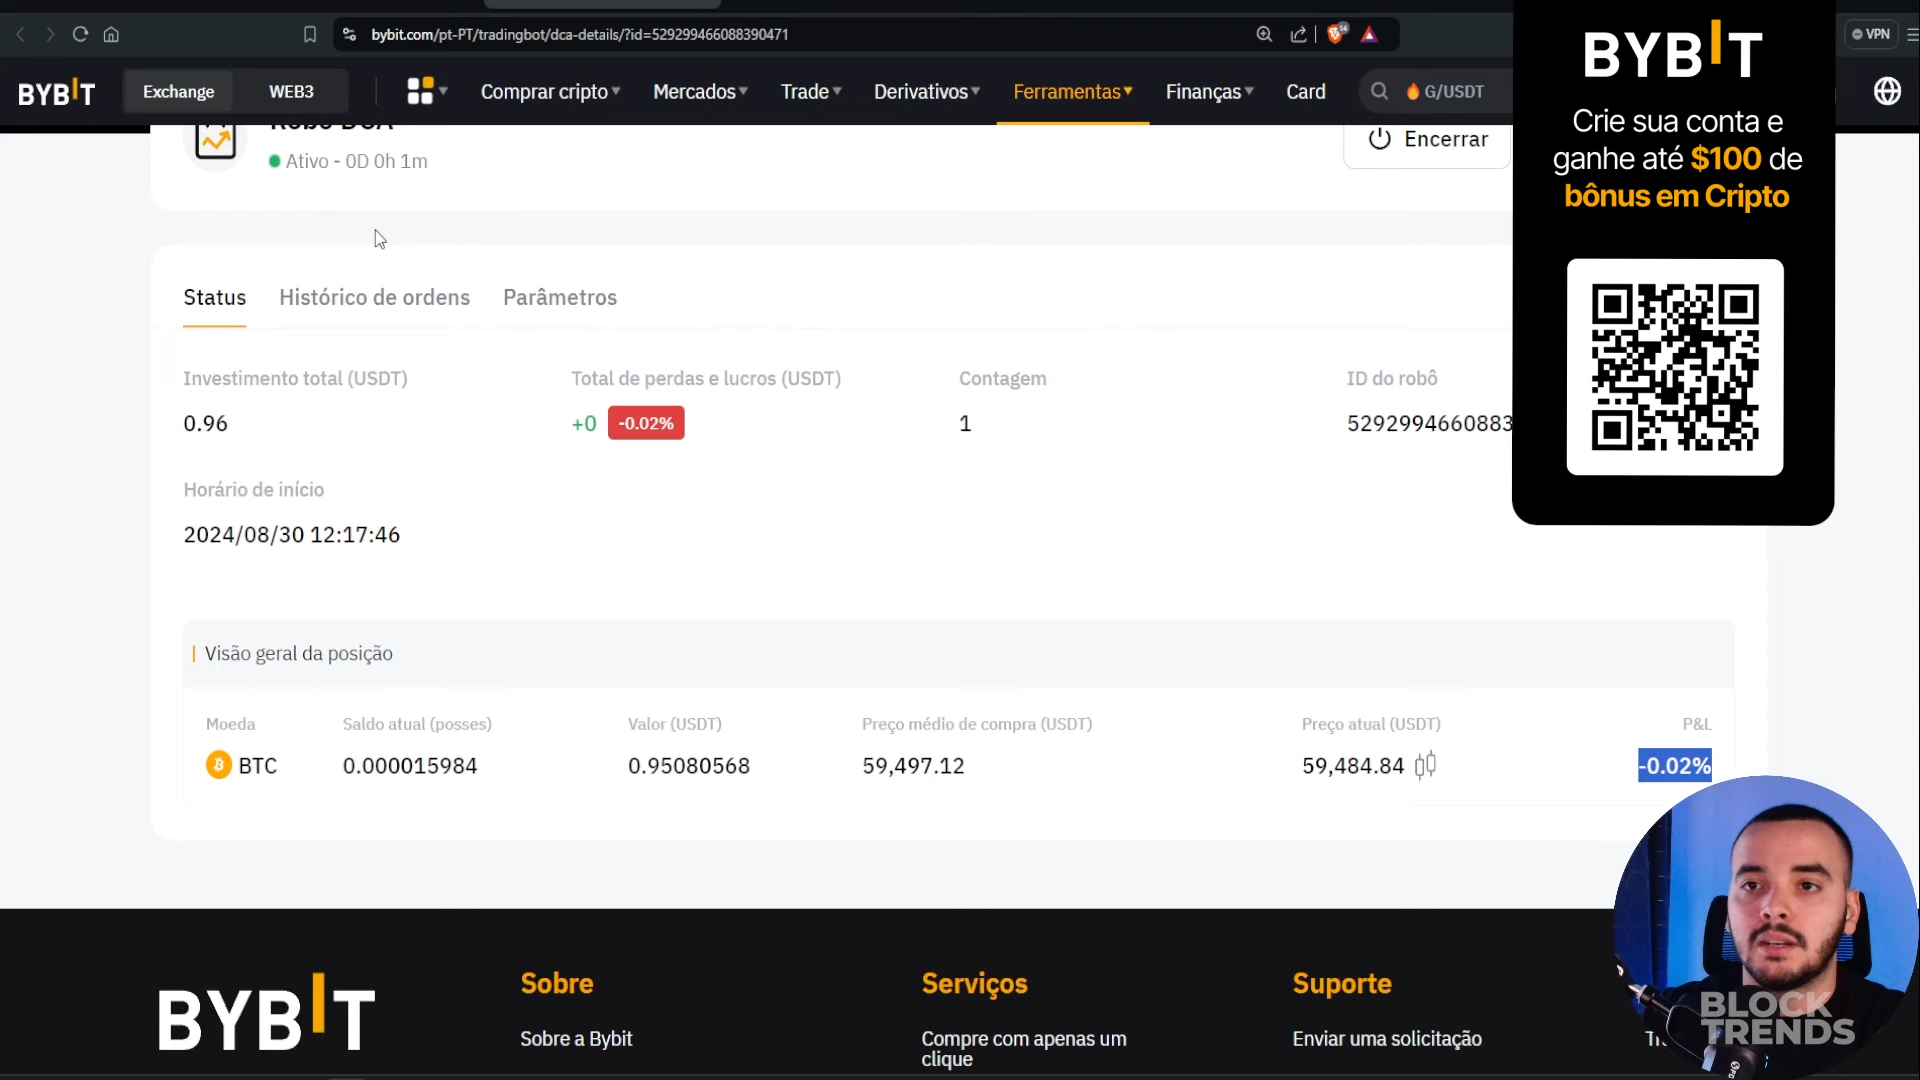 bybit.com/pt-PT/tradingbot/dca-details/?id=529299466088390471
VPN
BYBIT
Exchange
WEB3
Comprar cripto
Mercados
Trade
Derivativos
Ferramentas
Finanças
Card
G/USDT
BYBIT
Crie sua conta e
ganhe até $100 de
bônus em Cripto
Robô DCA
Ativo - 0D 0h 1m
Encerrar
Status
Histórico de ordens
Parâmetros
Investimento total (USDT)
Total de perdas e lucros (USDT)
Contagem
ID do robô
0.96
+0
-0.02%
1
5292994660883
Horário de início
2024/08/30 12:17:46
Visão geral da posição
Moeda
Saldo atual (posses)
Valor (USDT)
Preço médio de compra (USDT)
Preço atual (USDT)
P&L
BTC
0.000015984
0.95080568
59,497.12
59,484.84
-0.02%
BYBIT
Sobre
Serviços
Suporte
Sobre a Bybit
Compre com apenas um
clique
Enviar uma solicitação
BLOCK
TRENDS